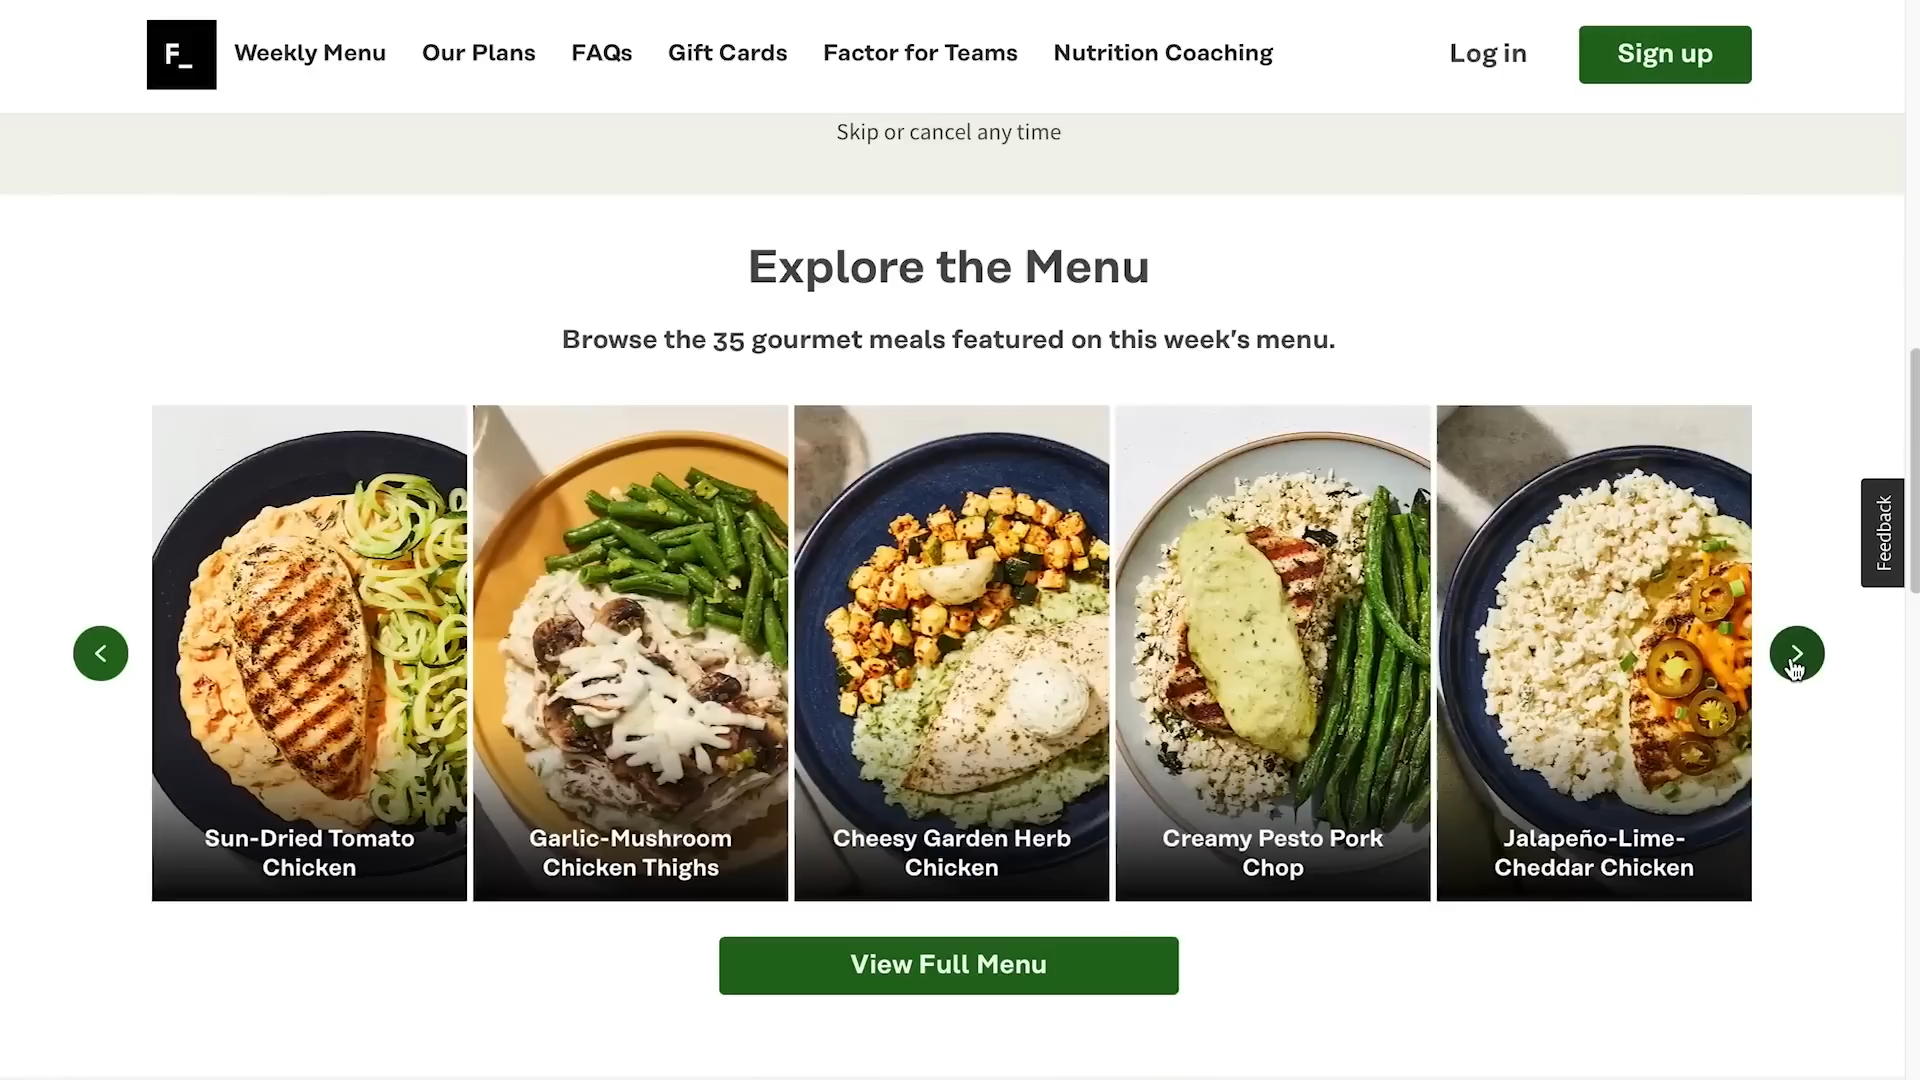 F_
Weekly Menu
Our Plans
FAQs
Gift Cards
Factor for Teams
Nutrition Coaching
Log in
Sign up
Skip or cancel any time
Explore the Menu
Browse the 35 gourmet meals featured on this week's menu.
Feedback
Sun-Dried Tomato
Chicken
Garlic-Mushroom
Chicken Thighs
Cheesy Garden Herb
Chicken
Creamy Pesto Pork
Chop
Jalapeño-Lime-
Cheddar Chicken
View Full Menu